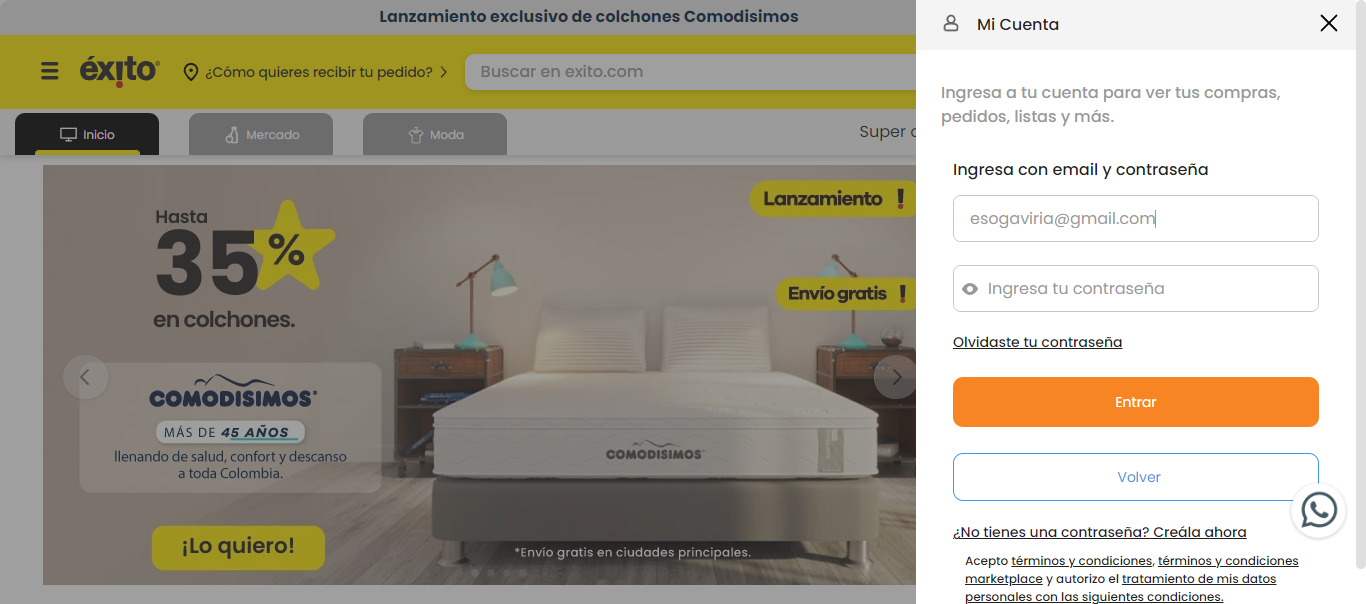 Lanzamiento exclusivo de colchones Comodisimos
éxito
¿Cómo quieres recibir tu pedido?
Buscar en exito.com
Inicio
Mercado
Moda
Super
Hasta
35%
en colchones.
COMODISIMOS
MÁS DE 45 AÑOS
llenando de salud, confort y descanso
a toda Colombia.
¡Lo quiero!
Lanzamiento !
Envío gratis !
COMODISIMOS
*Envío gratis en ciudades principales.
Mi Cuenta
Ingresa a tu cuenta para ver tus compras,
pedidos, listas y más.
Ingresa con email y contraseña
esogaviria@gmail.com
Ingresa tu contraseña
Olvidaste tu contraseña
Entrar
Volver
¿No tienes una contraseña? Creála ahora
Acepto términos y condiciones, términos y condiciones
marketplace y autorizo el tratamiento de mis datos
personales con las siguientes condiciones.